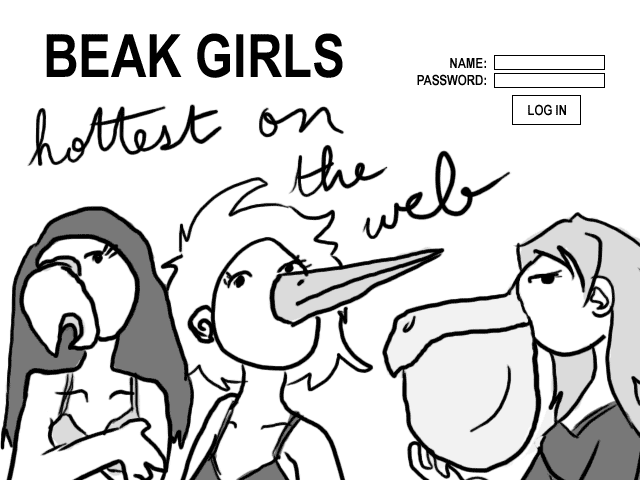 BEAK GIRLS
NAME:
PASSWORD:
LOG IN
hottest on
the
web